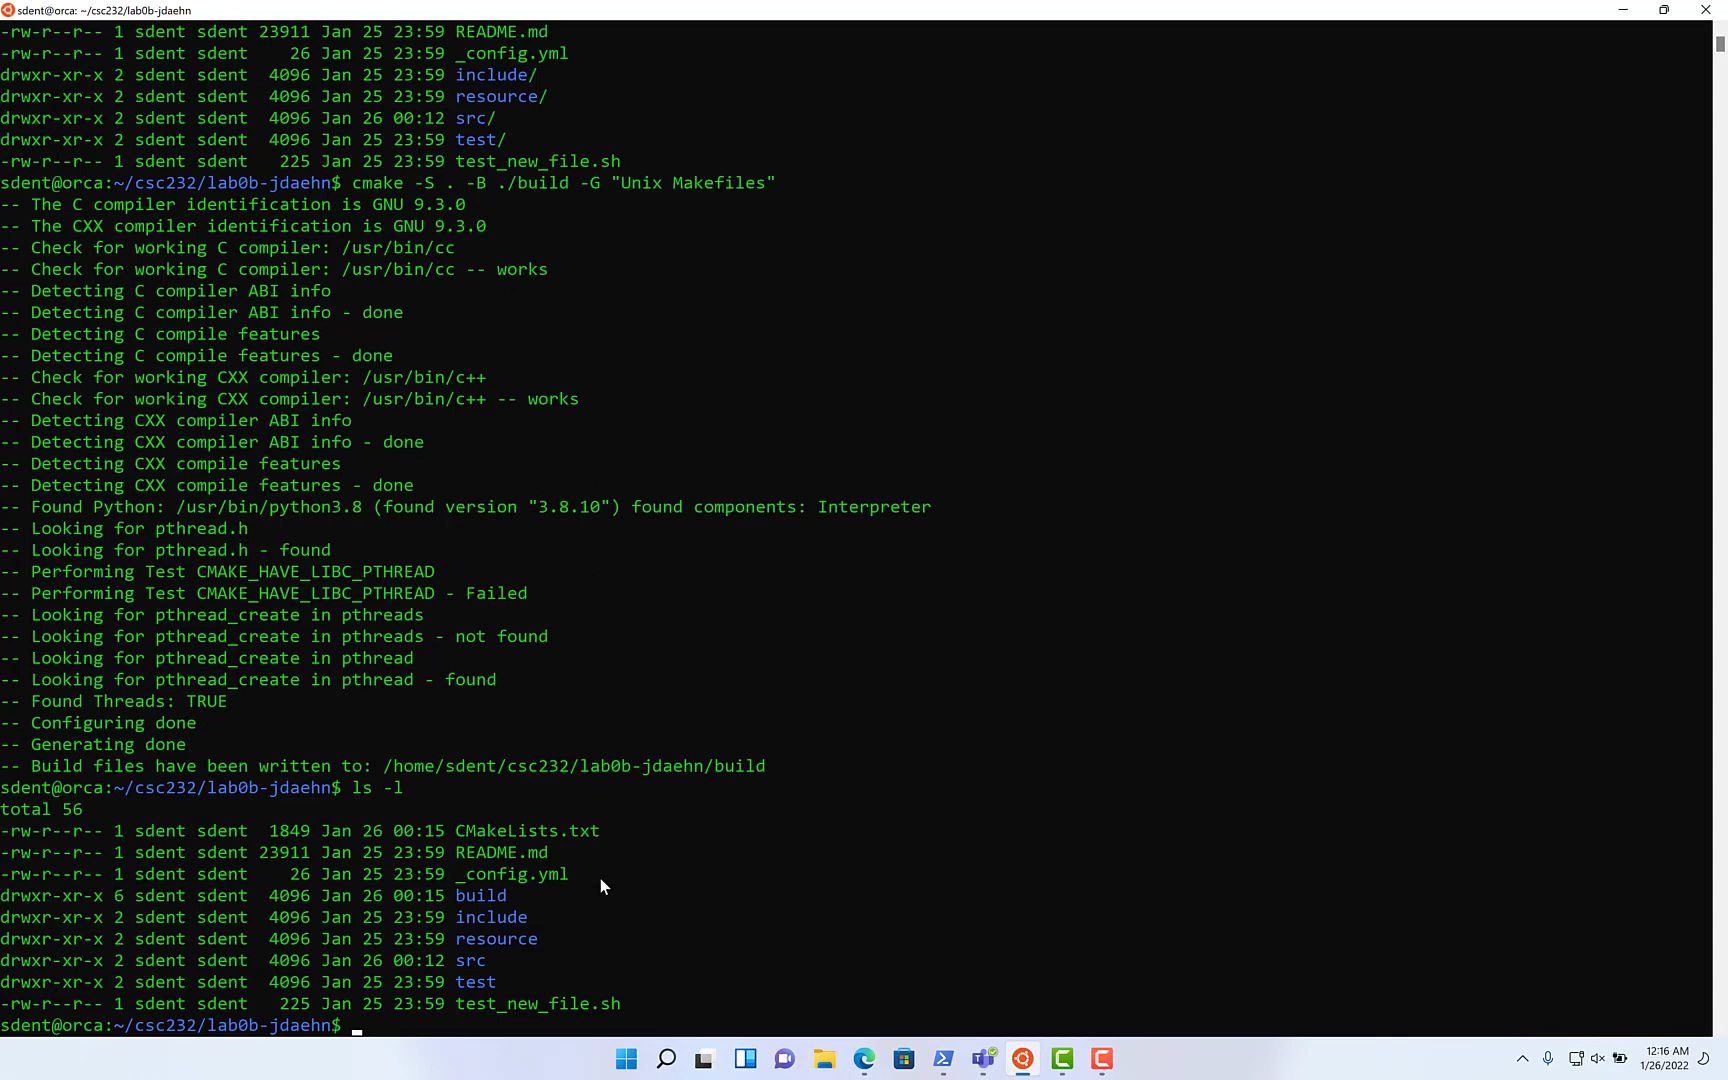 sdent@orca: ~/csc232/lab0b-jdaehn
-rw-r--r-- 1 sdent sdent 23911 Jan 25 23:59 README.md
-rw-r--r-- 1 sdent sdent    26 Jan 25 23:59 _config.yml
drwxr-xr-x 2 sdent sdent  4096 Jan 25 23:59 include/
drwxr-xr-x 2 sdent sdent  4096 Jan 25 23:59 resource/
drwxr-xr-x 2 sdent sdent  4096 Jan 26 00:12 src/
drwxr-xr-x 2 sdent sdent  4096 Jan 25 23:59 test/
-rw-r--r-- 1 sdent sdent   225 Jan 25 23:59 test_new_file.sh
sdent@orca:~/csc232/lab0b-jdaehn$ cmake -S . -B ./build -G "Unix Makefiles"
-- The C compiler identification is GNU 9.3.0
-- The CXX compiler identification is GNU 9.3.0
-- Check for working C compiler: /usr/bin/cc
-- Check for working C compiler: /usr/bin/cc -- works
-- Detecting C compiler ABI info
-- Detecting C compiler ABI info - done
-- Detecting C compile features
-- Detecting C compile features - done
-- Check for working CXX compiler: /usr/bin/c++
-- Check for working CXX compiler: /usr/bin/c++ -- works
-- Detecting CXX compiler ABI info
-- Detecting CXX compiler ABI info - done
-- Detecting CXX compile features
-- Detecting CXX compile features - done
-- Found Python: /usr/bin/python3.8 (found version "3.8.10") found components: Interpreter
-- Looking for pthread.h
-- Looking for pthread.h - found
-- Performing Test CMAKE_HAVE_LIBC_PTHREAD
-- Performing Test CMAKE_HAVE_LIBC_PTHREAD - Failed
-- Looking for pthread_create in pthreads
-- Looking for pthread_create in pthreads - not found
-- Looking for pthread_create in pthread
-- Looking for pthread_create in pthread - found
-- Found Threads: TRUE
-- Configuring done
-- Generating done
-- Build files have been written to: /home/sdent/csc232/lab0b-jdaehn/build
sdent@orca:~/csc232/lab0b-jdaehn$ ls -l
total 56
-rw-r--r-- 1 sdent sdent  1849 Jan 26 00:15 CMakeLists.txt
-rw-r--r-- 1 sdent sdent 23911 Jan 25 23:59 README.md
-rw-r--r-- 1 sdent sdent    26 Jan 25 23:59 _config.yml
drwxr-xr-x 6 sdent sdent  4096 Jan 26 00:15 build
drwxr-xr-x 2 sdent sdent  4096 Jan 25 23:59 include
drwxr-xr-x 2 sdent sdent  4096 Jan 25 23:59 resource
drwxr-xr-x 2 sdent sdent  4096 Jan 26 00:12 src
drwxr-xr-x 2 sdent sdent  4096 Jan 25 23:59 test
-rw-r--r-- 1 sdent sdent   225 Jan 25 23:59 test_new_file.sh
sdent@orca:~/csc232/lab0b-jdaehn$
12:16 AM
1/26/2022